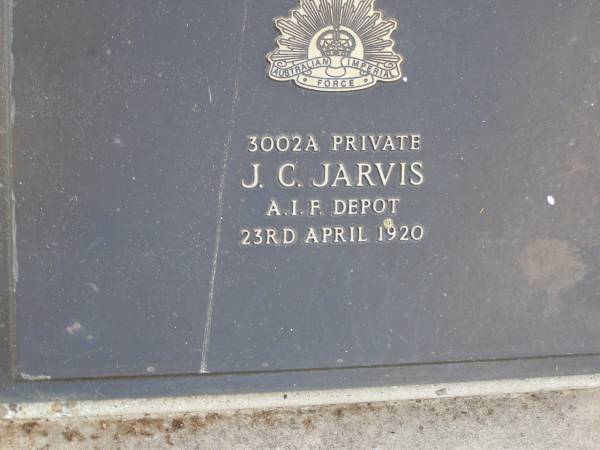 AUSTRALIAN IMPERIAL
FORCE
3002A PRIVATE
J. C. JARVIS
A.I.F. DEPOT
23RD APRIL 1920